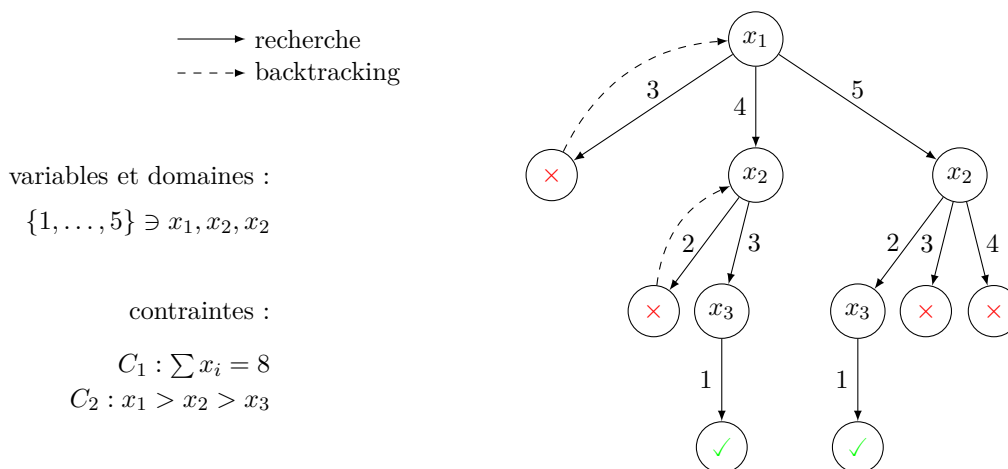 recherche
backtracking
variables et domaines :
{1, . . . , 5} ∋ x₁, x₂, x₂
contraintes :
C₁ : ∑ xᵢ = 8
C₂ : x₁ > x₂ > x₃
x₁
3
4
5
×
x₂
x₂
2
3
2
3
4
×
x₃
x₃
×
×
1
1
✓
✓